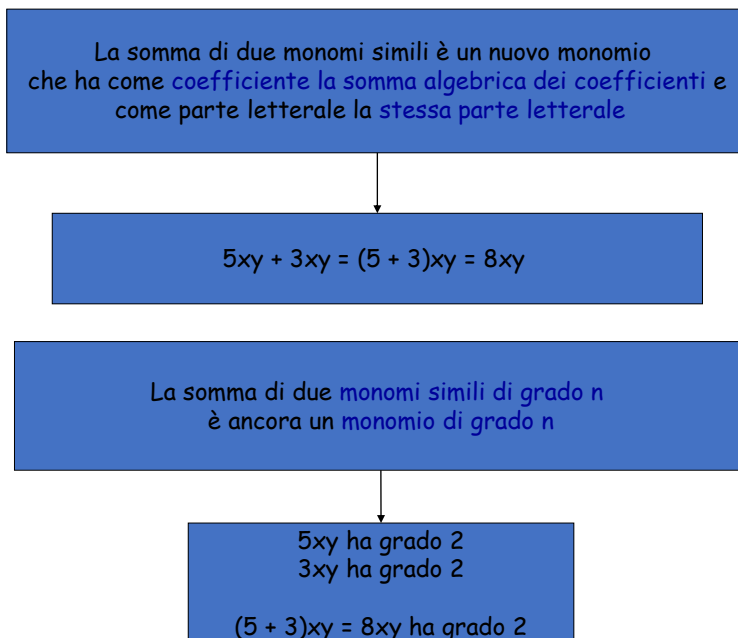 La somma di due monomi simili è un nuovo monomio
che ha come coefficiente la somma algebrica dei coefficienti e
come parte letterale la stessa parte letterale
5xy + 3xy = (5 + 3)xy = 8xy
La somma di due monomi simili di grado n
è ancora un monomio di grado n
5xy ha grado 2
3xy ha grado 2
(5 + 3)xy = 8xy ha grado 2